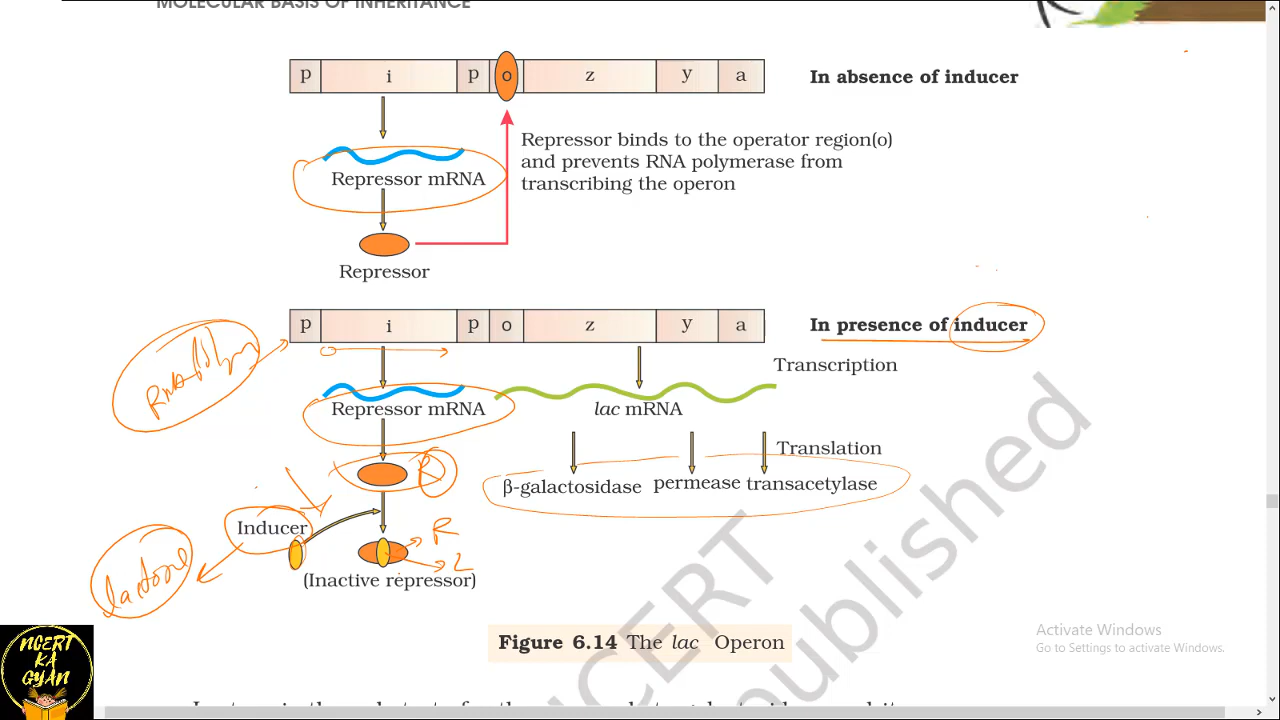 MOLECULAR BASIS OF INHERITANCE
p i p o z y a
In absence of inducer
Repressor binds to the operator region(o)
and prevents RNA polymerase from
transcribing the operon
Repressor mRNA
Repressor
p i p o z y a
In presence of inducer
Transcription
Repressor mRNA
lac mRNA
Translation
R
β-galactosidase permease transacetylase
Inducer
R
L
lactose
(Inactive repressor)
NCERT
KA
GYAN
Figure 6.14 The lac Operon
NCERT
published
Activate Windows
Go to Settings to activate Windows.